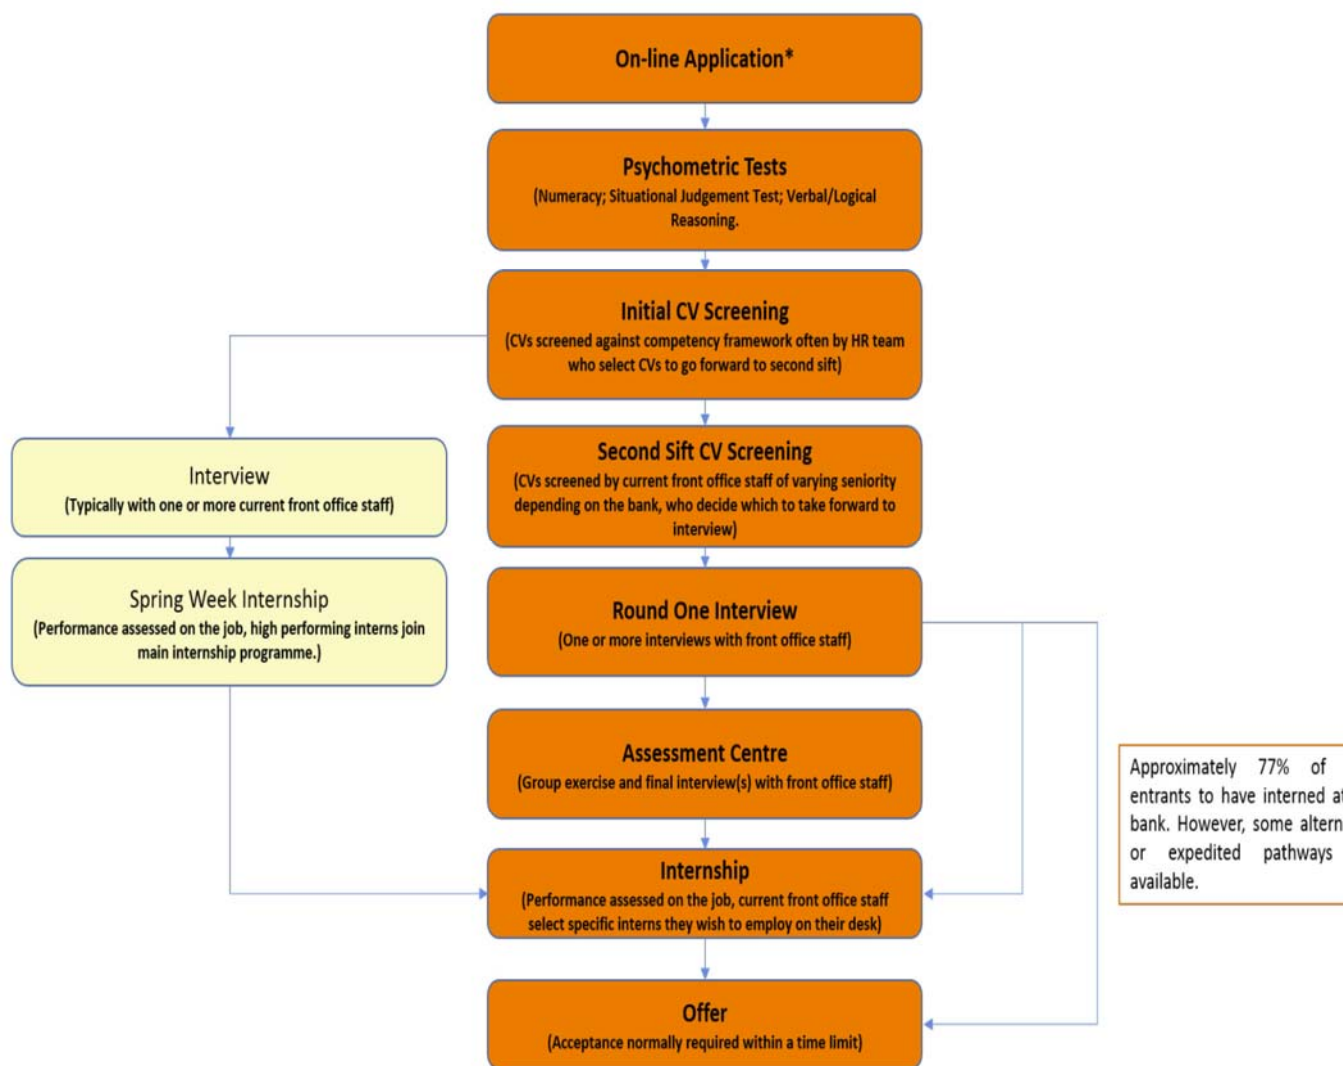 On-line Application*
Psychometric Tests
(Numeracy; Situational Judgement Test; Verbal/Logical
Reasoning.
Initial CV Screening
(CVs screened against competency framework often by HR team
who select CVs to go forward to second sift)
Interview
(Typically with one or more current front office staff)
Spring Week Internship
(Performance assessed on the job, high performing interns join
main internship programme.)
Second Sift CV Screening
(CVs screened by current front office staff of varying seniority
depending on the bank, who decide which to take forward to
interview)
Round One Interview
(One or more interviews with front office staff)
Assessment Centre
(Group exercise and final interview(s) with front office staff)
Internship
(Performance assessed on the job, current front office staff
select specific interns they wish to employ on their desk)
Offer
(Acceptance normally required within a time limit)
Approximately 77% of
entrants to have interned at
bank. However, some altern
or expedited pathways
available.